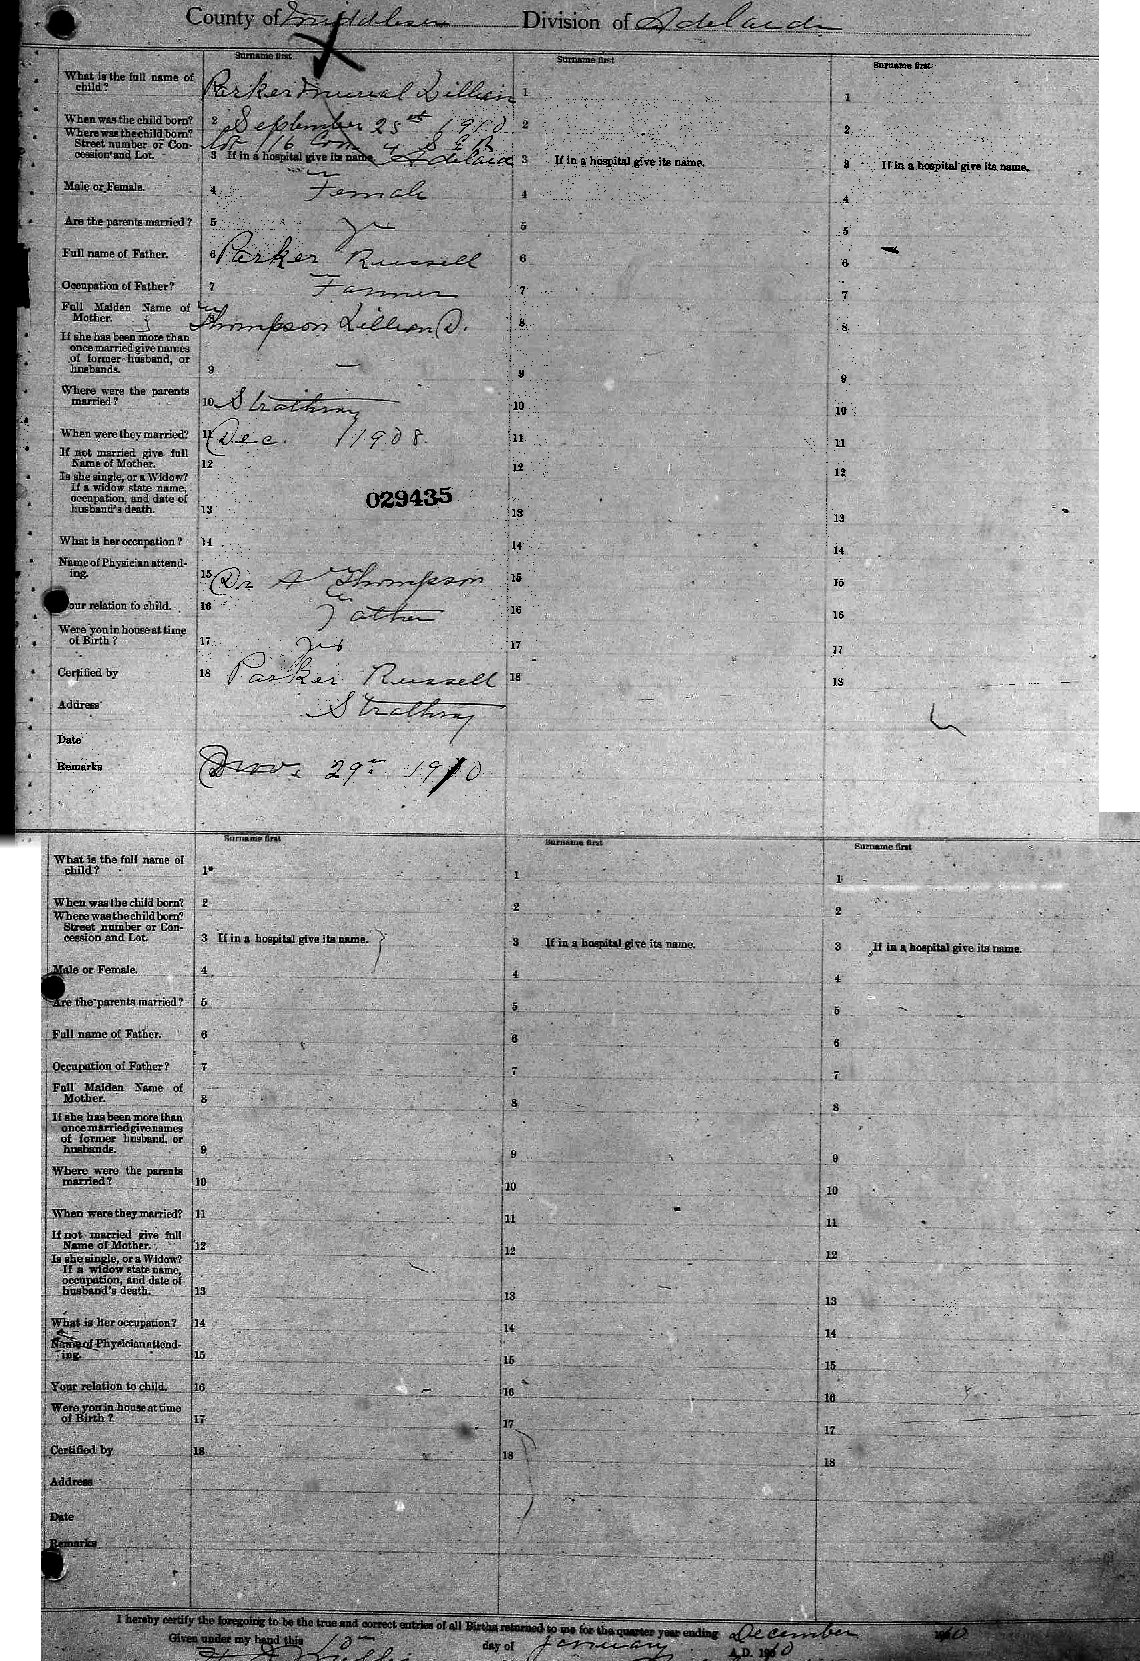 County of Middlesex Division of Adelaide
Surname first Surname first Surname first
What is the full name of child? Parker Muriel Lillian 1 1
When was the child born? 2 September 25th 1910 2 2
Where was the child born? Street number or Concession and Lot. Lot 16 Con 4 S E R
3 If in a hospital give its name. Adelaide 3 If in a hospital give its name. 3 If in a hospital give its name.
Male or Female. 4 Female 4 4
Are the parents married? 5 5 5
Full name of Father. 6 Parker Russell 6 6
Occupation of Father? 7 Farmer 7 7
Full Maiden Name of Mother. Thompson Lillian D. 8 8
If she has been more than once married give names of former husband, or husbands. 9 — 9 9
Where were the parents married? 10 Strathroy 10 10
When were they married? 11 Dec. 1908 11 11
If not married give full Name of Mother. 12 12 12
Is she single, or a Widow? If a widow state name, occupation, and date of husband's death. 13 13 13
029435
What is her occupation? 14 14 14
Name of Physician attending. 15 Dr A Thompson 15 15
Your relation to child. 16 Father 16 16
Were you in house at time of Birth? 17 Yes 17 17
Certified by 18 Parker Russell 18 18
Address Strathroy
Date
Remarks Nov. 29th 1910
Surname first Surname first Surname first
What is the full name of child? 1 1 1
When was the child born? 2 2 2
Where was the child born? Street number or Concession and Lot. 3 If in a hospital give its name. 3 If in a hospital give its name. 3 If in a hospital give its name.
Male or Female. 4 4 4
Are the parents married? 5 5 5
Full name of Father. 6 6 6
Occupation of Father? 7 7 7
Full Maiden Name of Mother. 8 8 8
If she has been more than once married give names of former husband, or husbands. 9 9 9
Where were the parents married? 10 10 10
When were they married? 11 11 11
If not married give full Name of Mother. 12 12 12
Is she single, or a Widow? If a widow state name, occupation, and date of husband's death. 13 13 13
What is her occupation? 14 14 14
Name of Physician attending. 15 15 15
Your relation to child. 16 16 16
Were you in house at time of Birth? 17 17 17
Certified by 18 18 18
Address
Date
Remarks
I hereby certify the foregoing to be the true and correct entries of all Births returned to me for the quarter year ending December 1910
Given under my hand this 10th day of January A.D. 19